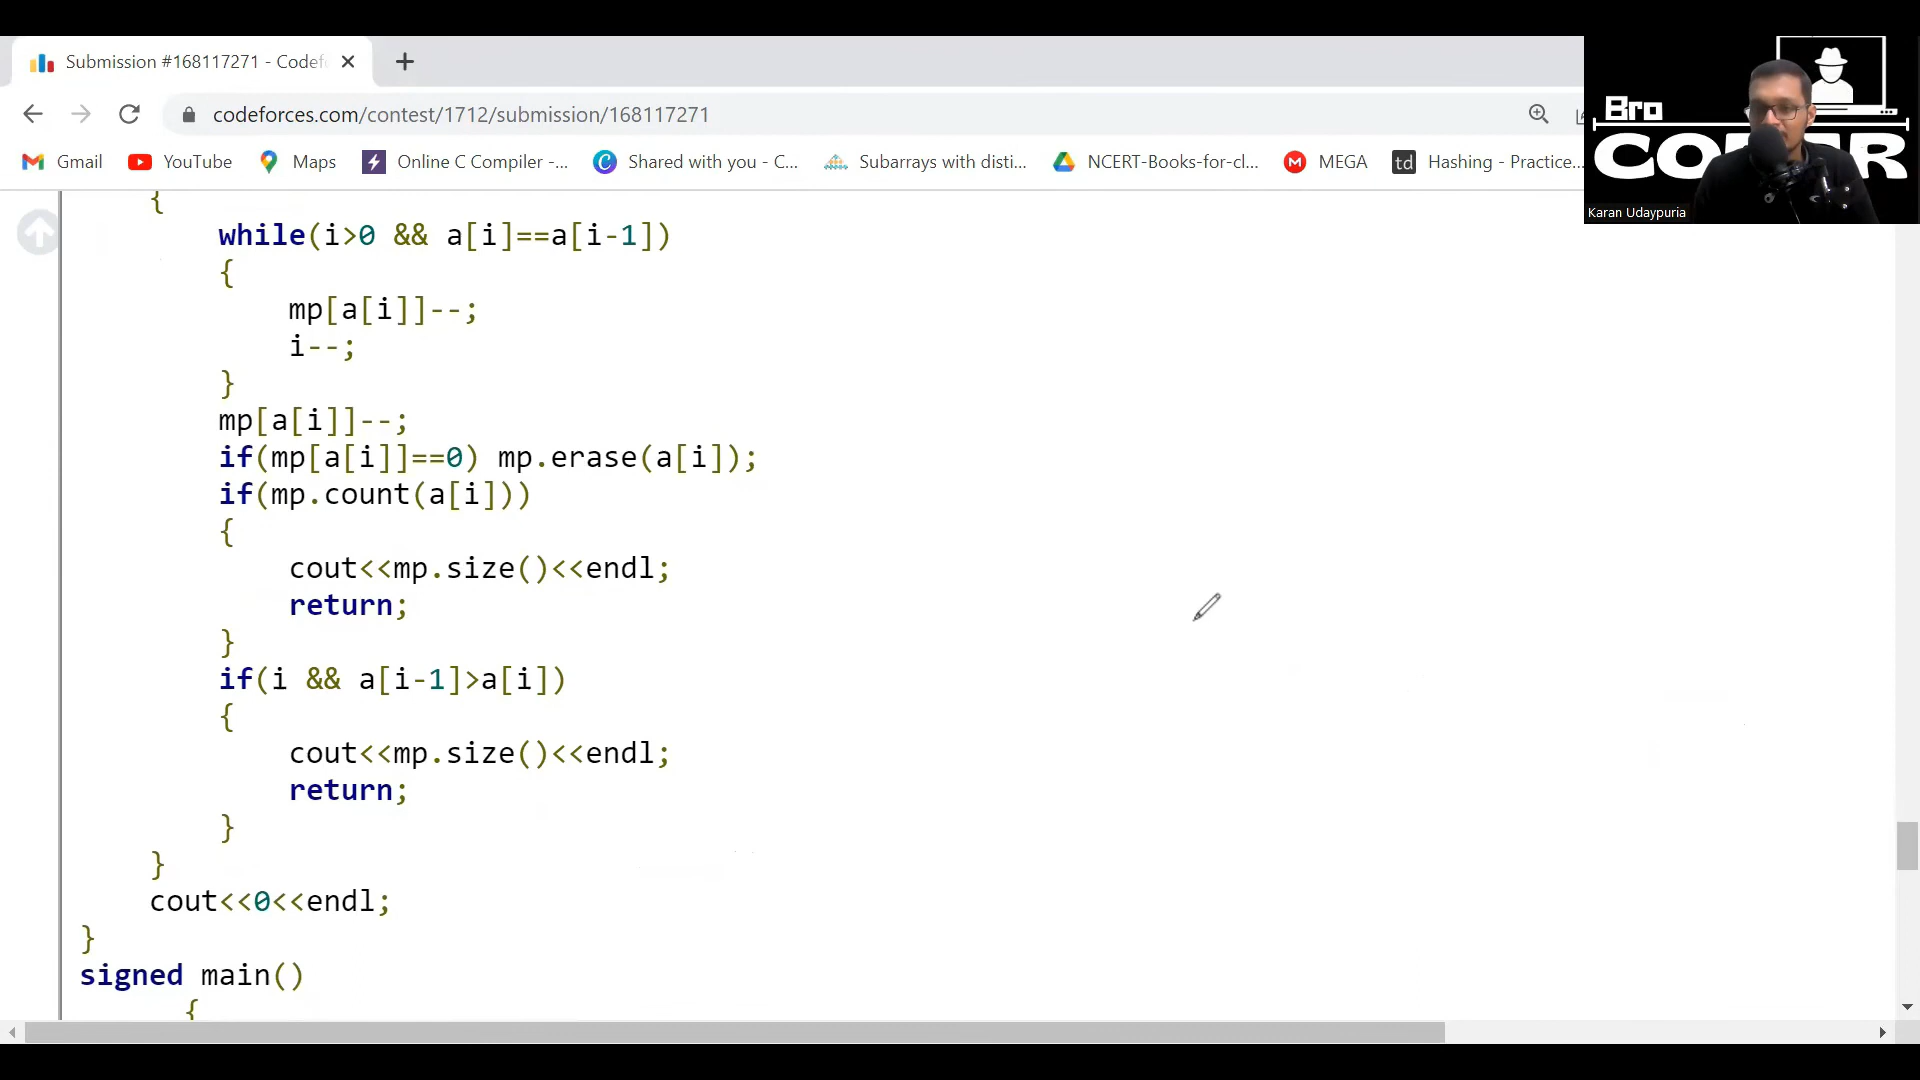 Submission #168117271 - Codef
codeforces.com/contest/1712/submission/168117271
Gmail
YouTube
Maps
Online C Compiler -...
Shared with you - C...
Subarrays with disti...
NCERT-Books-for-cl...
MEGA
td
Hashing - Practice...
Bro
Karan Udaypuria
{
while(i>0 && a[i]==a[i-1])
{
mp[a[i]]--;
i--;
}
mp[a[i]]--;
if(mp[a[i]]==0) mp.erase(a[i]);
if(mp.count(a[i]))
{
cout<<mp.size()<<endl;
return;
}
if(i && a[i-1]>a[i])
{
cout<<mp.size()<<endl;
return;
}
}
cout<<0<<endl;
}
signed main()
{